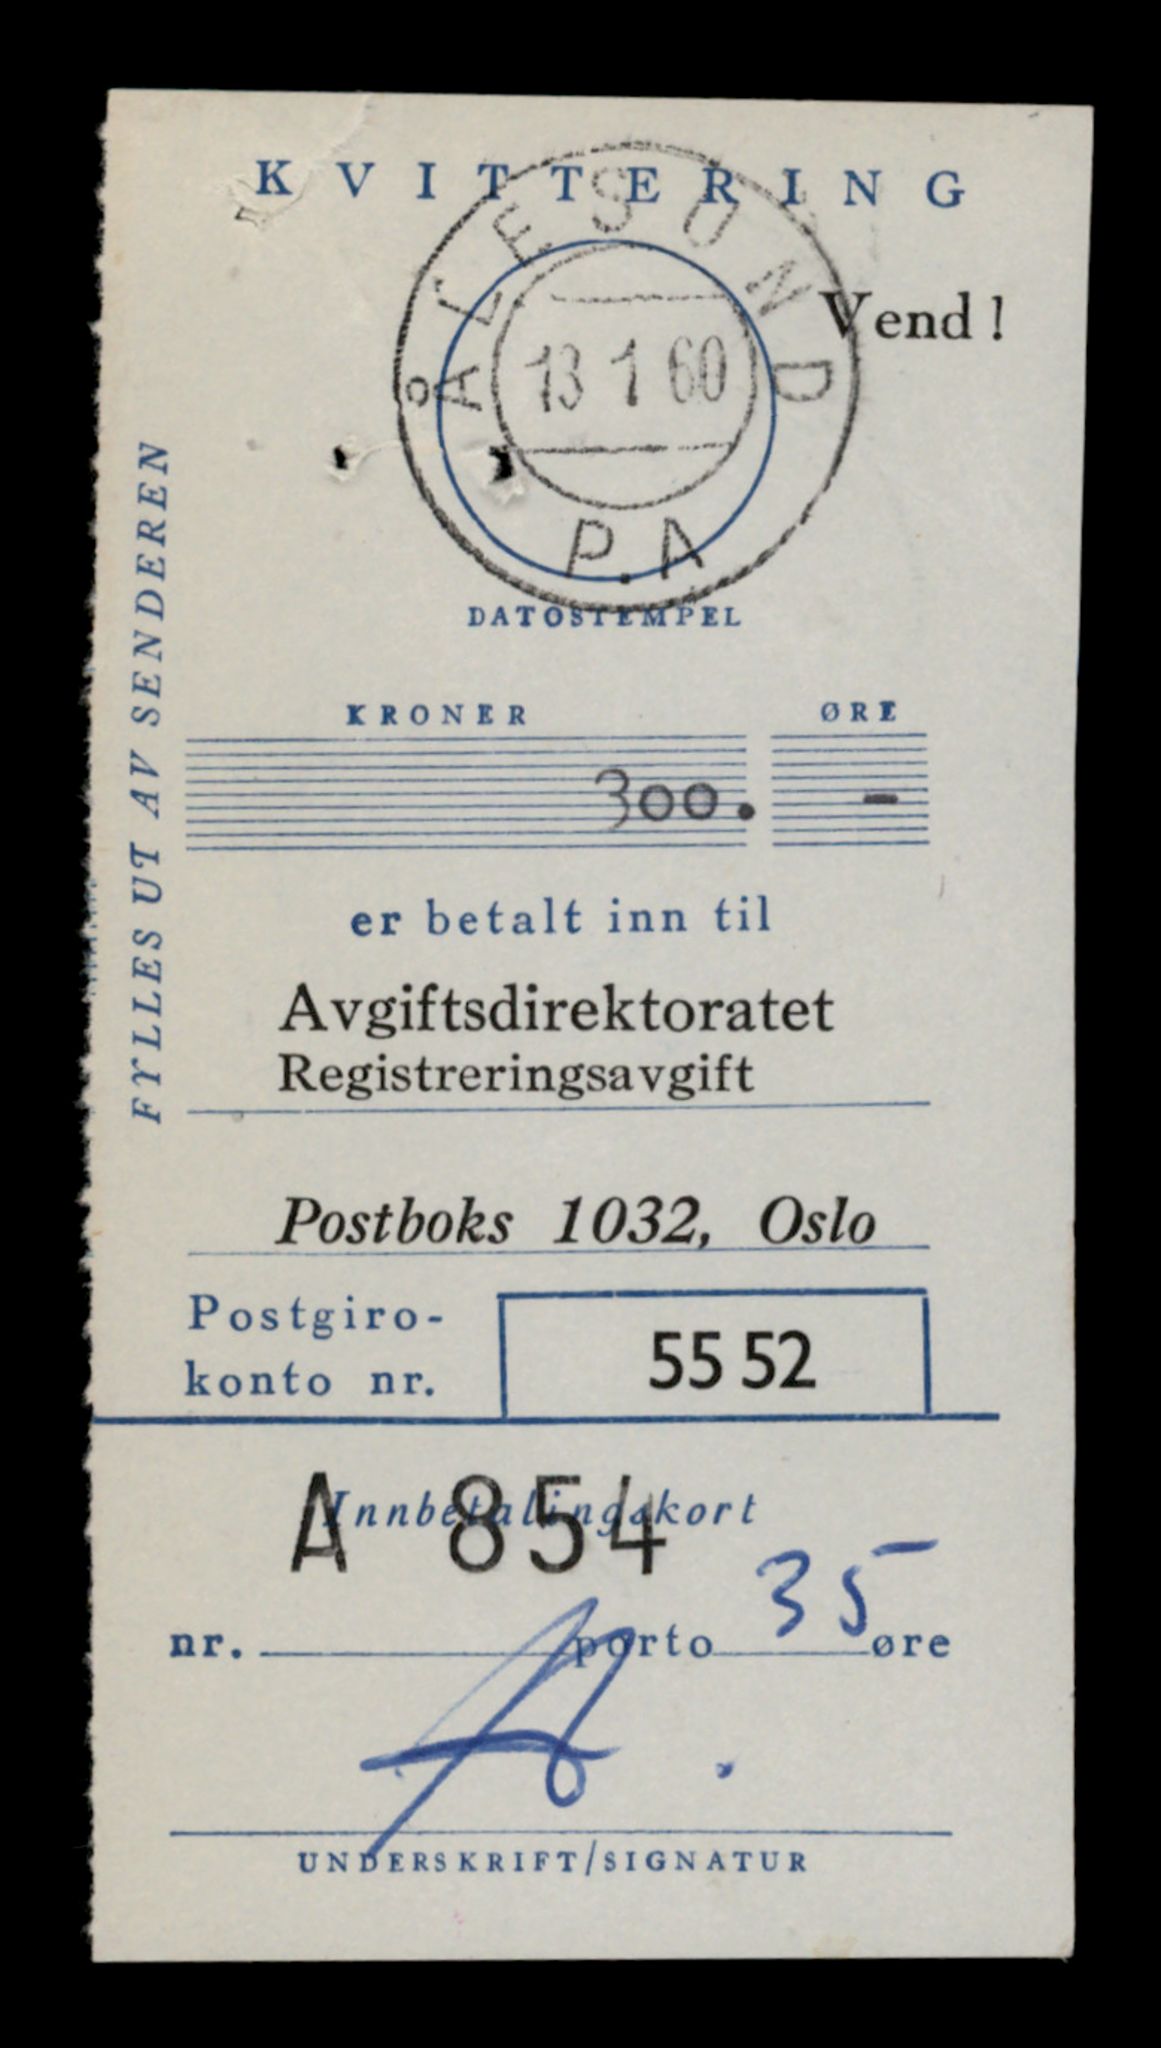 KVITTERING
ÅLESUND
Vend!
13 1 60
P.A
DATOSTEMPEL
FYLLES UT AV SENDEREN
KRONER ØRE
300. -
er betalt inn til
Avgiftsdirektoratet
Registreringsavgift
Postboks 1032, Oslo
Postgiro-
konto nr. 55 52
A 854
Innbetalingskort
nr. porto 35 øre
UNDERSKRIFT/SIGNATUR